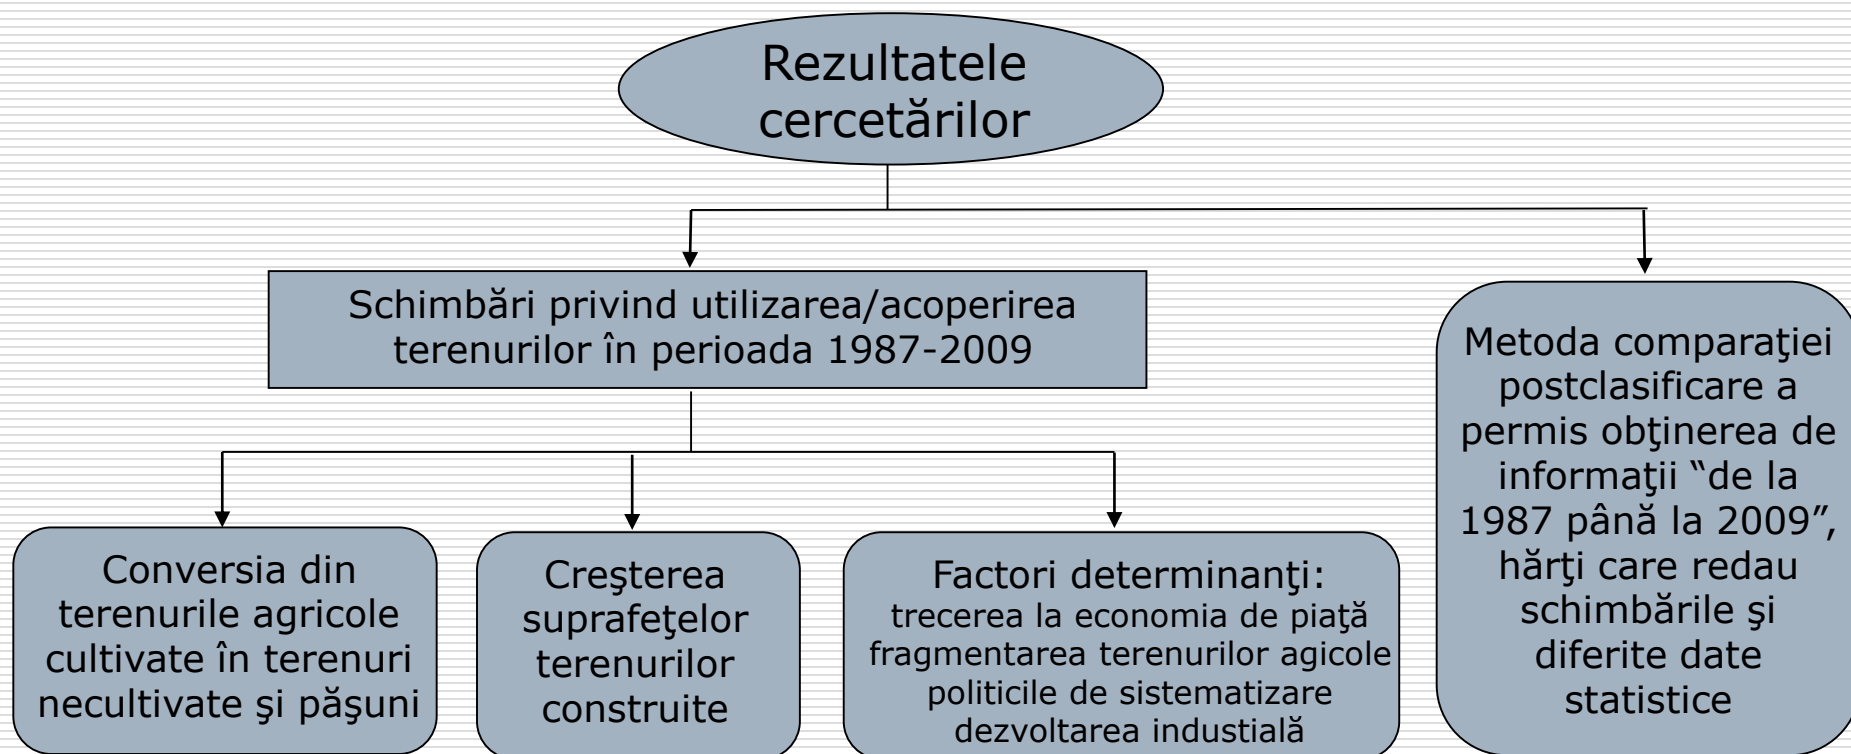 Rezultatele
cercetărilor
Schimbări privind utilizarea/acoperirea
terenurilor în perioada 1987-2009
Metoda comparaţiei
postclasificare a
permis obţinerea de
informaţii “de la
1987 până la 2009”,
hărţi care redau
schimbările şi
diferite date
statistice
Conversia din
terenurile agricole
cultivate în terenuri
necultivate şi păşuni
Creşterea
suprafeţelor
terenurilor
construite
Factori determinanţi:
trecerea la economia de piaţă
fragmentarea terenurilor agicole
politicile de sistematizare
dezvoltarea industială